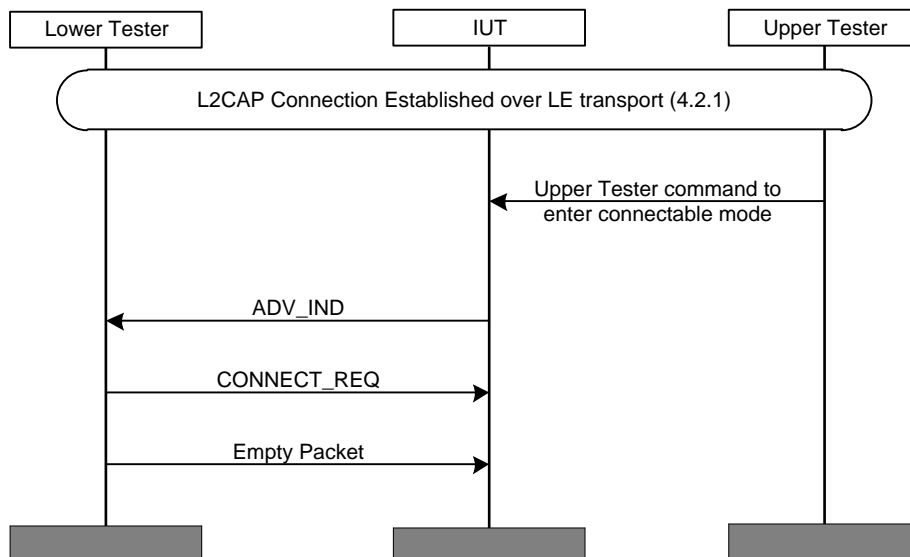 Lower Tester
IUT
Upper Tester
L2CAP Connection Established over LE transport (4.2.1)
Upper Tester command to
enter connectable mode
ADV_IND
CONNECT_REQ
Empty Packet